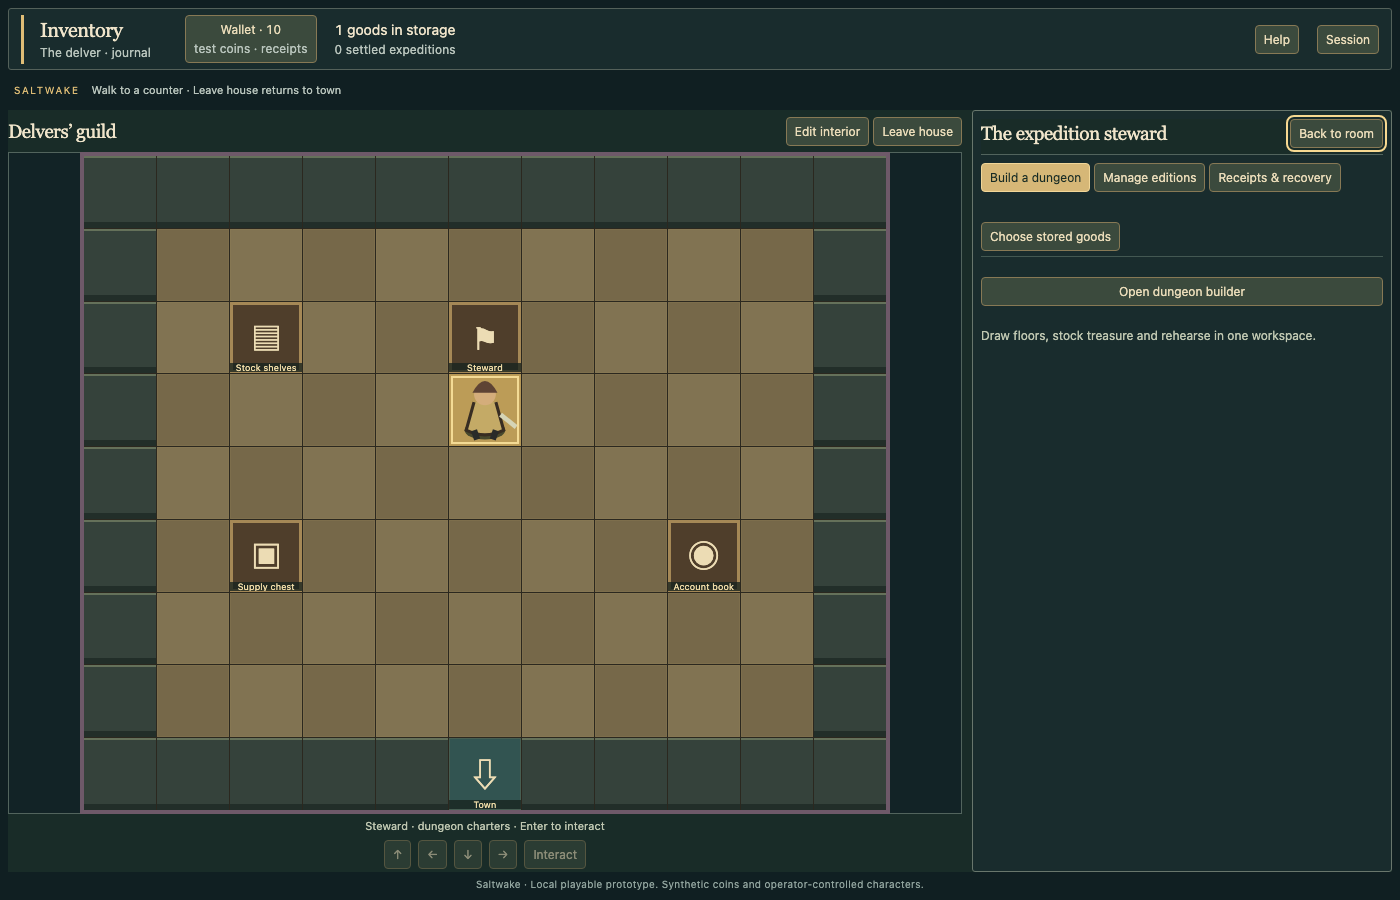 Inventory
The delver · journal
Wallet · 10
test coins · receipts
1 goods in storage
0 settled expeditions
Help
Session
SALTWAKE
Walk to a counter · Leave house returns to town
Delvers’ guild
Edit interior
Leave house
Stock shelves
Steward
Supply chest
Account book
Town
Steward · dungeon charters · Enter to interact
Interact
The expedition steward
Back to room
Build a dungeon
Manage editions
Receipts & recovery
Choose stored goods
Open dungeon builder
Draw floors, stock treasure and rehearse in one workspace.
Saltwake · Local playable prototype. Synthetic coins and operator-controlled characters.